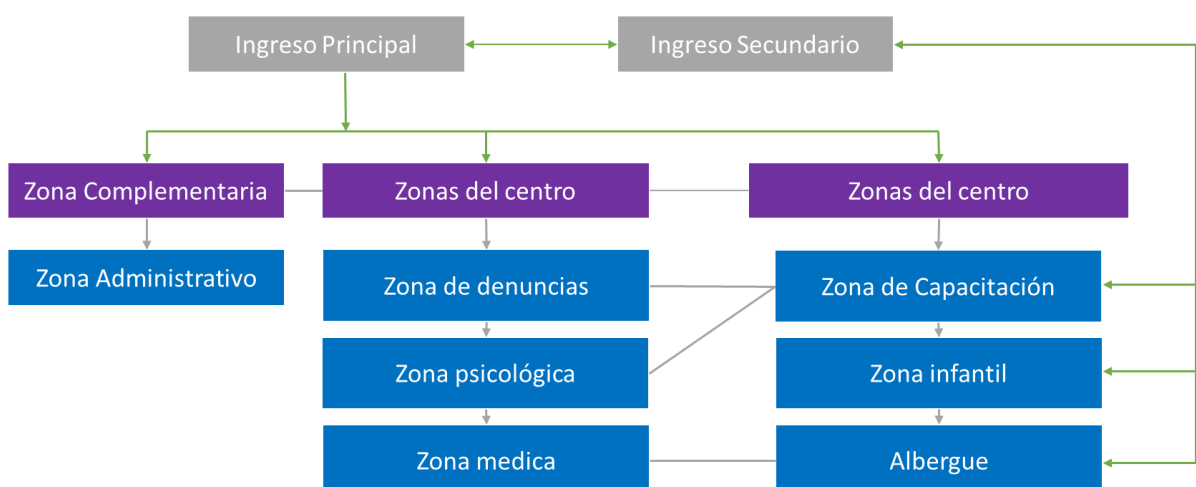 Ingreso Principal
Ingreso Secundario
Zona Complementaria
Zonas del centro
Zonas del centro
Zona Administrativo
Zona de denuncias
Zona de Capacitación
Zona psicológica
Zona infantil
Zona medica
Albergue